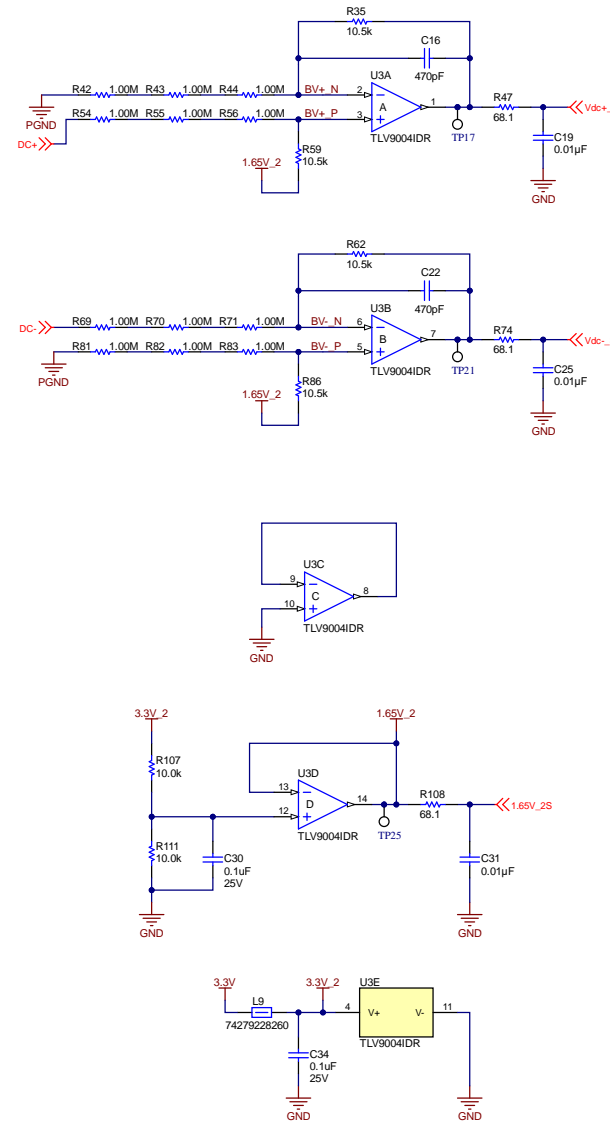 R35
10.5k
C16
470pF
R42 1.00M R43 1.00M R44 1.00M BV+_N 2 U3A
PGND
R54 1.00M R55 1.00M R56 1.00M BV+_P 3 A 1 R47 Vdc+_
68.1
DC+
TLV9004IDR
TP17
R59
10.5k
1.65V_2
C19
0.01µF
GND
R62
10.5k
C22
470pF
DC- R69 1.00M R70 1.00M R71 1.00M BV-_N 6 U3B
PGND
R81 1.00M R82 1.00M R83 1.00M BV-_P 5 B 7 R74 Vdc-_
68.1
TLV9004IDR
TP21
R86
10.5k
1.65V_2
C25
0.01µF
GND
U3C
9
10 C 8
TLV9004IDR
GND
3.3V_2 1.65V_2
R107
10.0k
U3D
13
12 D 14
TLV9004IDR
TP25
R108
68.1
1.65V_2S
R111
10.0k
C30
0.1uF
25V
C31
0.01µF
GND GND
3.3V L9 3.3V_2 U3E
74279228260
4 V+ V- 11
TLV9004IDR
C34
0.1uF
25V
GND GND